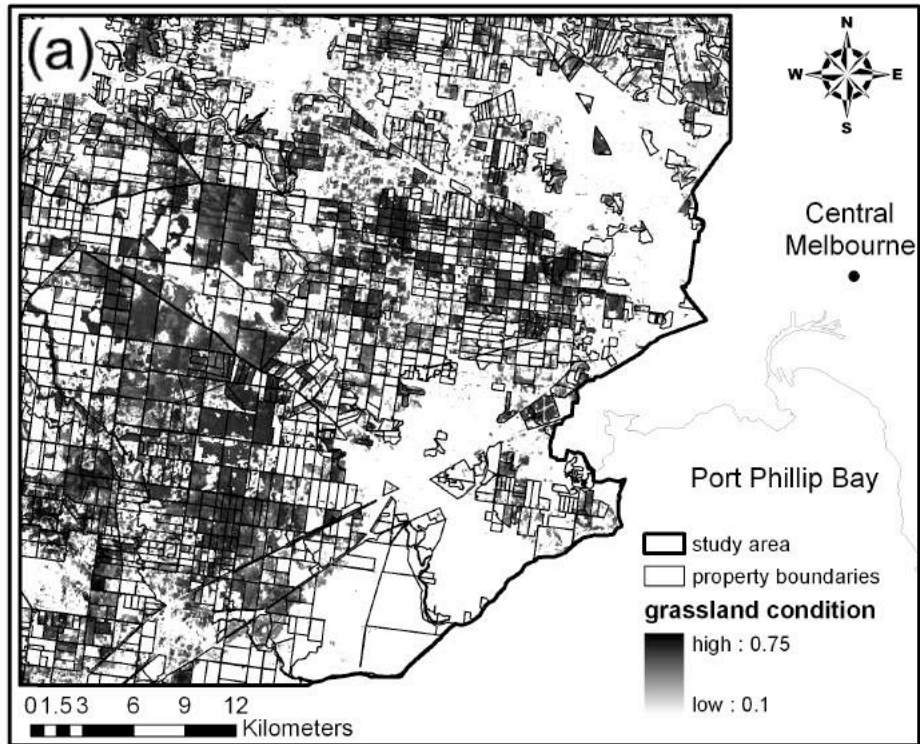 (a)
N
W E
S
Central
Melbourne
Port Phillip Bay
study area
property boundaries
grassland condition
high : 0.75
low : 0.1
0 1.5 3 6 9 12
Kilometers